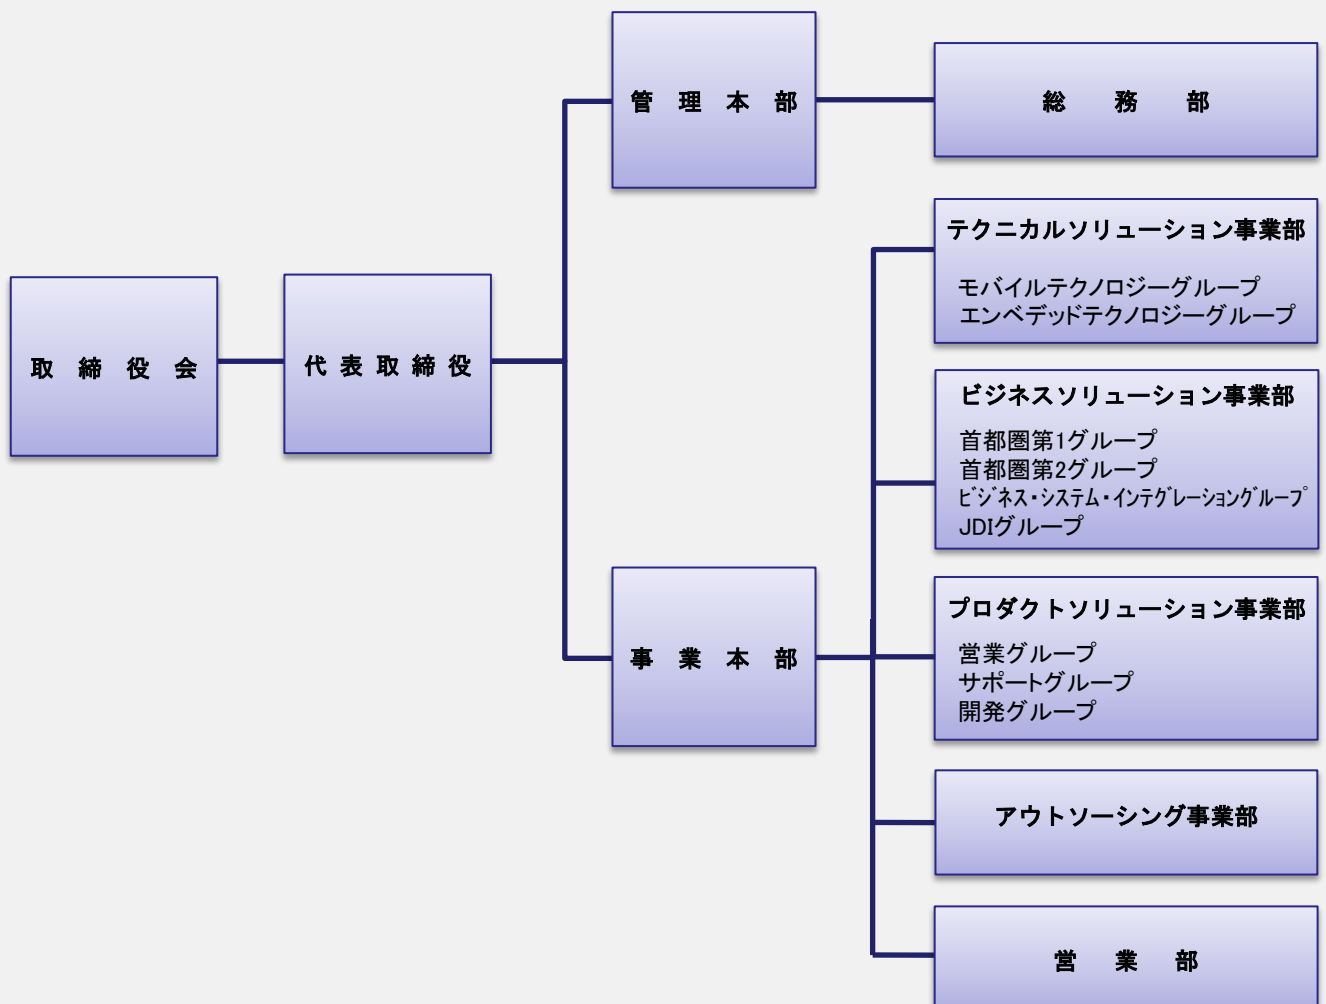 管理本部
総務部
取締役会
代表取締役
事業本部
テクニカルソリューション事業部
モバイルテクノロジーグループ
エンベデッドテクノロジーグループ
ビジネスソリューション事業部
首都圏第1グループ
首都圏第2グループ
ﾋﾞｼﾞﾈｽ・ｼｽﾃﾑ・ｲﾝﾃｸﾞﾚｰｼｮﾝｸﾞﾙｰﾌﾟ
JDIグループ
プロダクトソリューション事業部
営業グループ
サポートグループ
開発グループ
アウトソーシング事業部
営業部